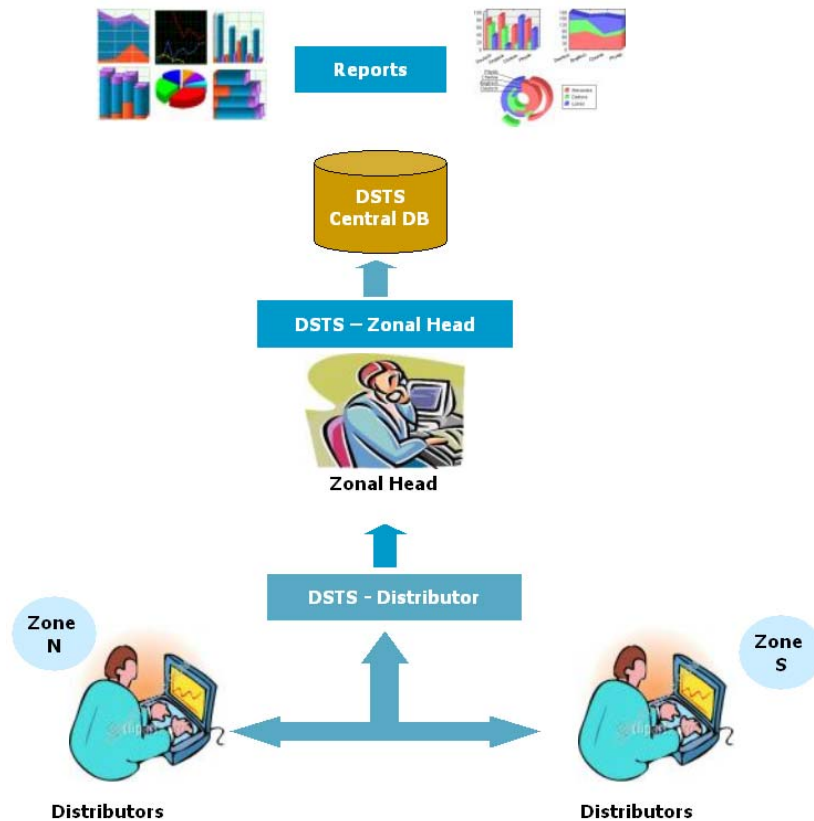 Reports
DSTS
Central DB
DSTS – Zonal Head
Zonal Head
DSTS - Distributor
Zone
N
Zone
S
Distributors
Distributors